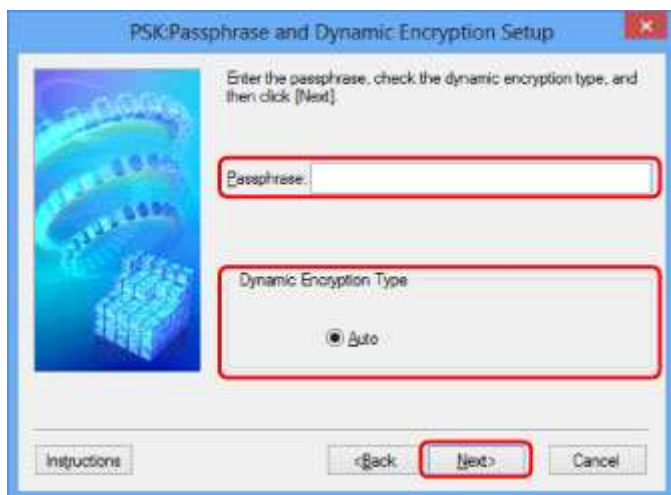 PSK:Passphrase and Dynamic Encryption Setup
Enter the passphrase, check the dynamic encryption type, and
then click [Next].
Passphrase:
Dynamic Encryption Type
Auto
Instructions
<Back
Next>
Cancel